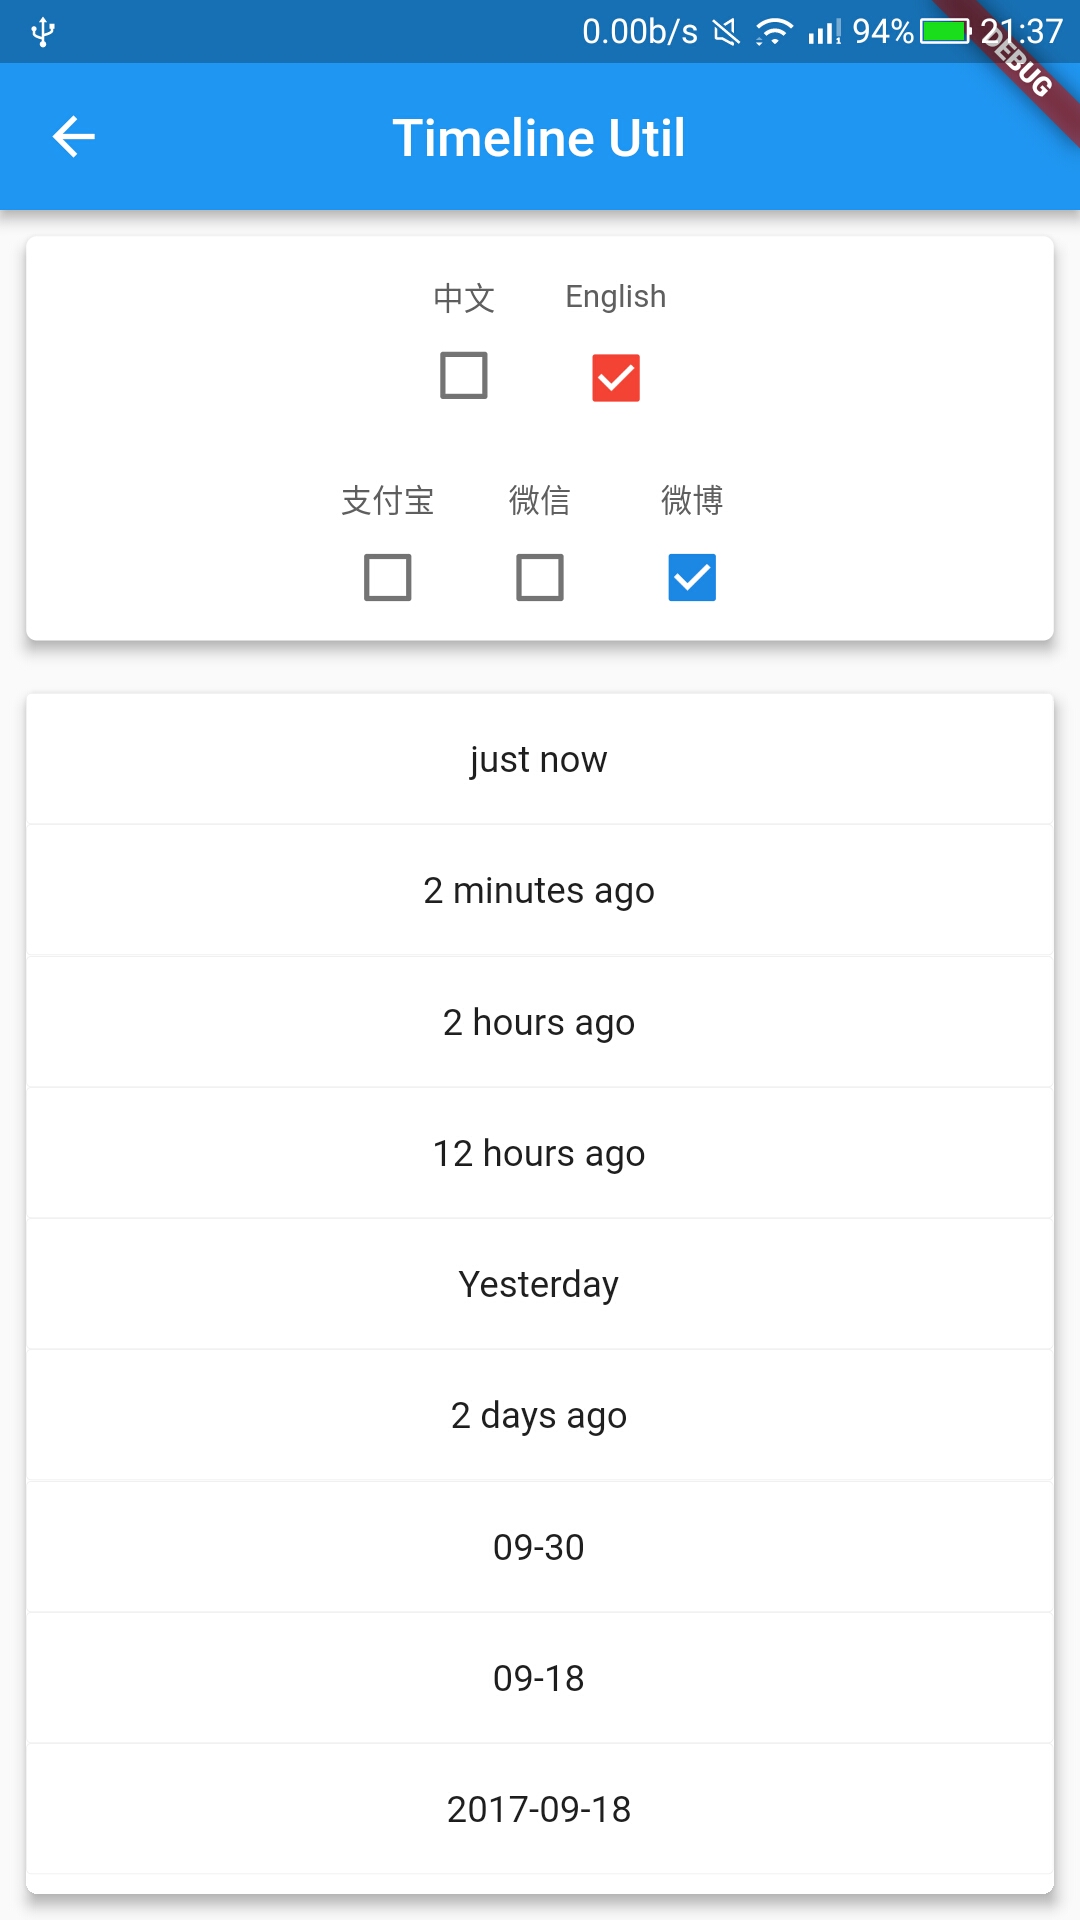 0.00b/s 94% 21:37
DEBUG
Timeline Util
中文 English
支付宝 微信 微博
just now
2 minutes ago
2 hours ago
12 hours ago
Yesterday
2 days ago
09-30
09-18
2017-09-18